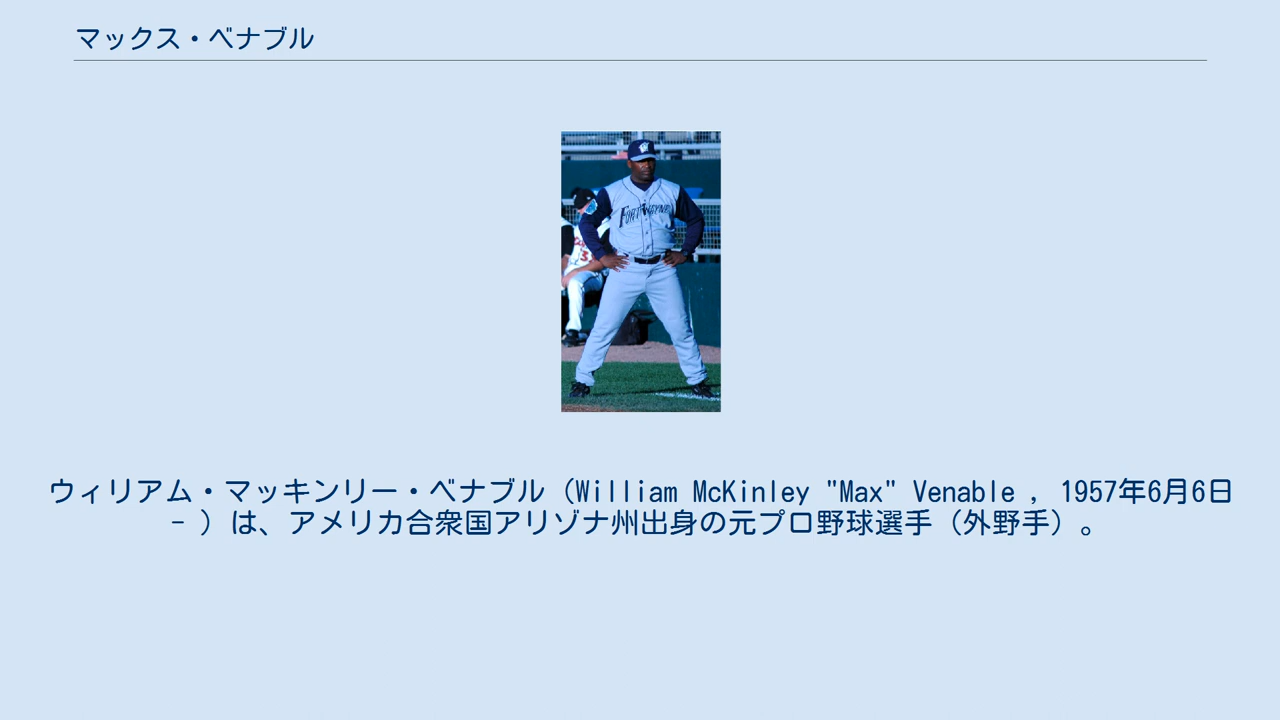 マックス・ベナブル
FORT WAYNE
3
ウィリアム・マッキンリー・ベナブル（William McKinley "Max" Venable , 1957年6月6日
- ）は、アメリカ合衆国アリゾナ州出身の元プロ野球選手（外野手）。